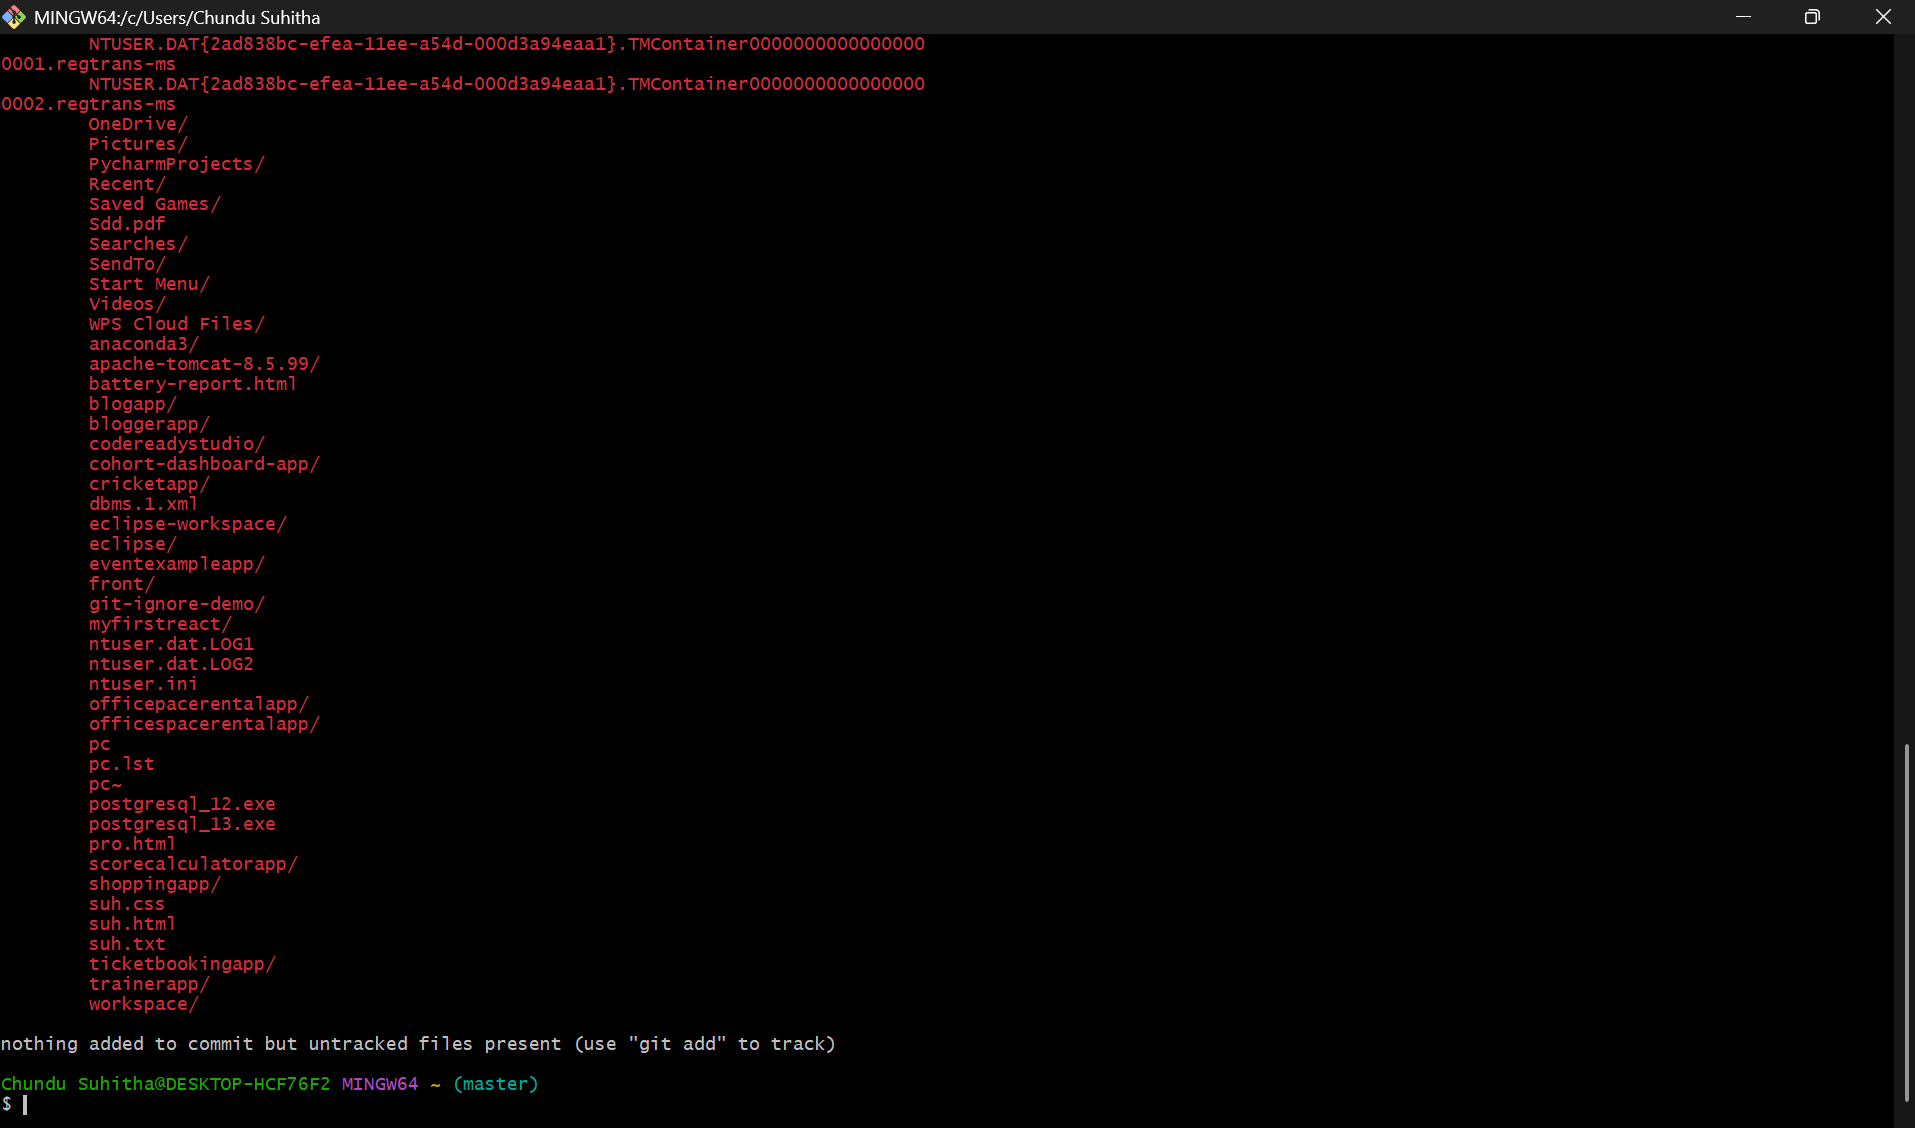 MINGW64:/c/Users/Chundu Suhitha
NTUSER.DAT{2ad838bc-efea-11ee-a54d-000d3a94eaa1}.TMContainer0000000000000000
0001.regtrans-ms
NTUSER.DAT{2ad838bc-efea-11ee-a54d-000d3a94eaa1}.TMContainer0000000000000000
0002.regtrans-ms
OneDrive/
Pictures/
PycharmProjects/
Recent/
Saved Games/
Sdd.pdf
Searches/
SendTo/
Start Menu/
Videos/
WPS Cloud Files/
anaconda3/
apache-tomcat-8.5.99/
battery-report.html
blogapp/
bloggerapp/
codereadystudio/
cohort-dashboard-app/
cricketapp/
dbms.1.xml
eclipse-workspace/
eclipse/
eventexampleapp/
front/
git-ignore-demo/
myfirstreact/
ntuser.dat.LOG1
ntuser.dat.LOG2
ntuser.ini
officepacerentalapp/
officespacerentalapp/
pc
pc.lst
pc~
postgresql_12.exe
postgresql_13.exe
pro.html
scorecalculatorapp/
shoppingapp/
suh.css
suh.html
suh.txt
ticketbookingapp/
trainerapp/
workspace/
nothing added to commit but untracked files present (use "git add" to track)
Chundu Suhitha@DESKTOP-HCF76F2 MINGW64 ~ (master)
$